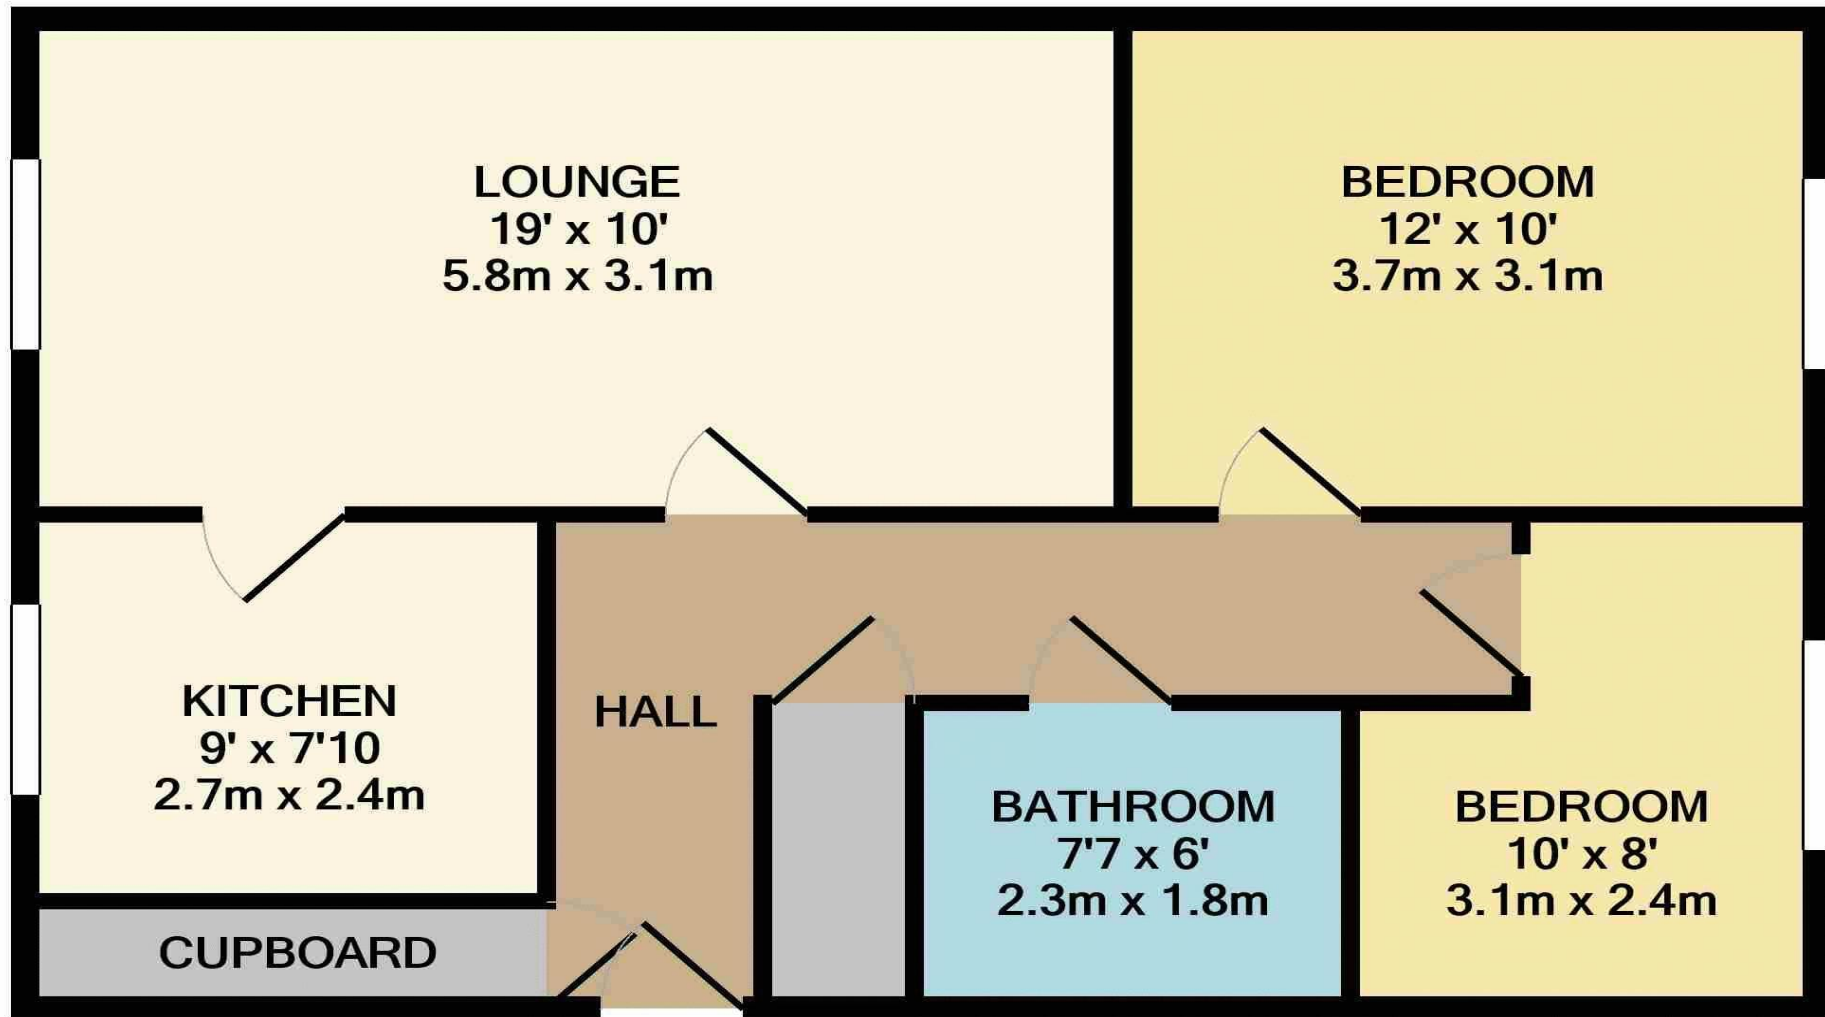 LOUNGE
19' x 10'
5.8m x 3.1m
BEDROOM
12' x 10'
3.7m x 3.1m
KITCHEN
9' x 7'10
2.7m x 2.4m
HALL
BATHROOM
7'7 x 6'
2.3m x 1.8m
BEDROOM
10' x 8'
3.1m x 2.4m
CUPBOARD